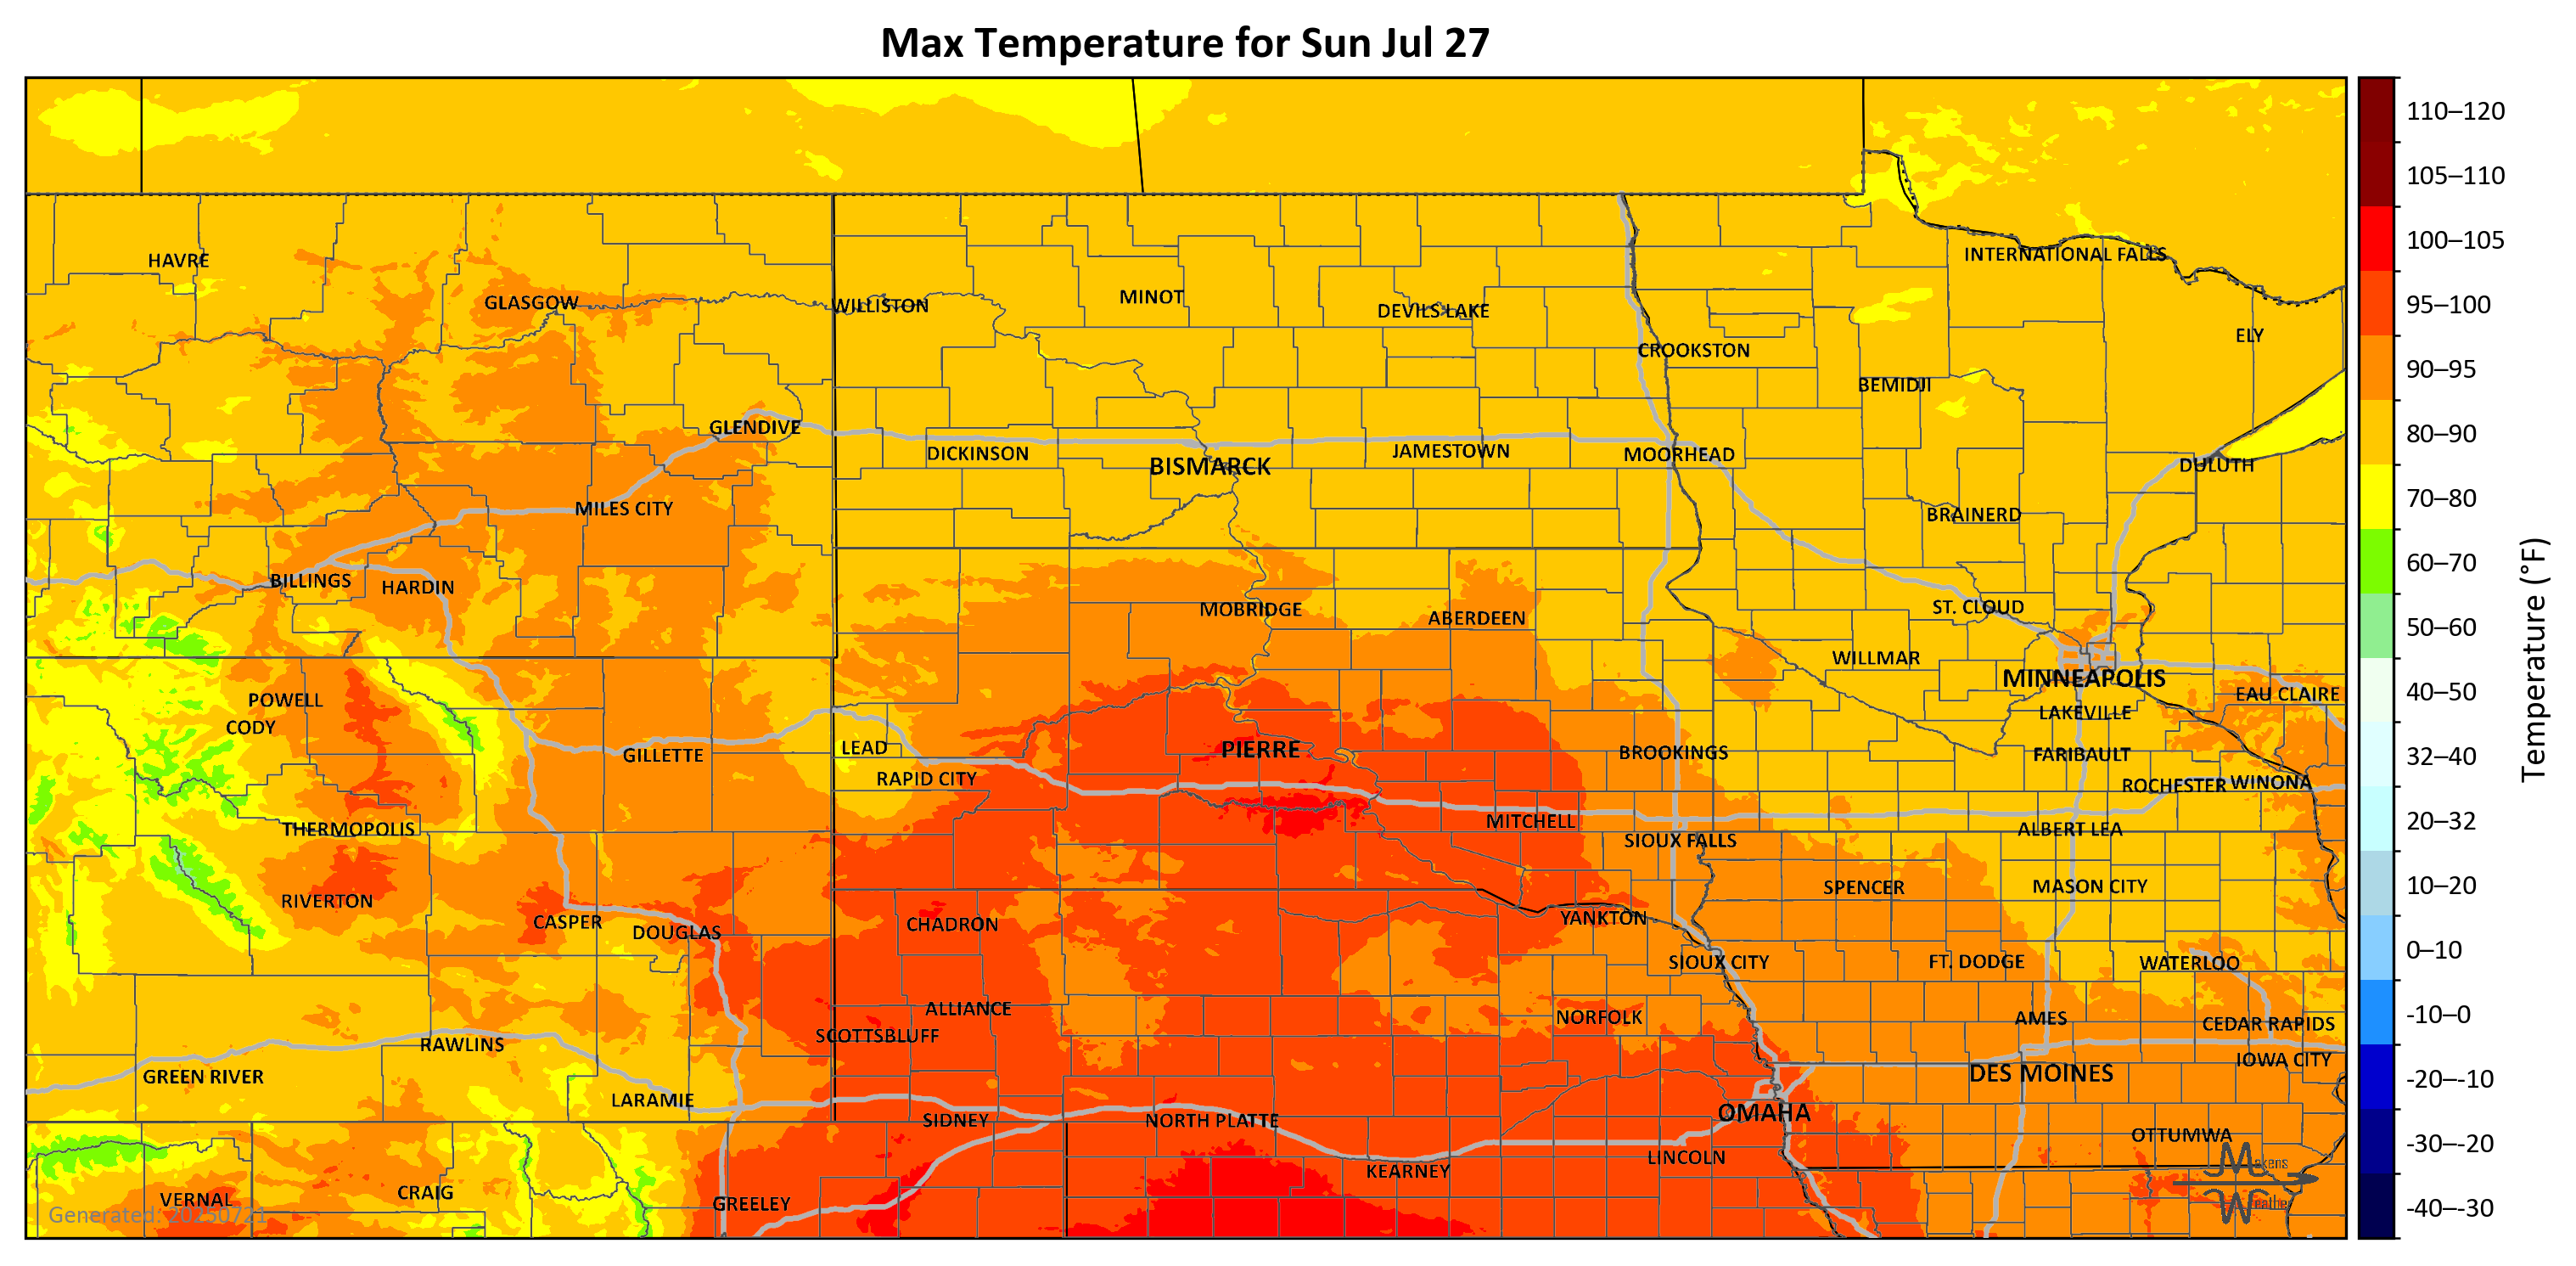 Max Temperature for Sun Jul 27
HAVRE
GLASGOW
WILLISTON
MINOT
DEVILS LAKE
INTERNATIONAL FALLS
CROOKSTON
ELY
BEMIDJI
GLENDIVE
DICKINSON
BISMARCK
JAMESTOWN
MOORHEAD
DULUTH
MILES CITY
BRAINERD
BILLINGS
HARDIN
MOBRIDGE
ABERDEEN
ST. CLOUD
WILLMAR
MINNEAPOLIS
POWELL
EAU CLAIRE
CODY
LAKEVILLE
GILLETTE
LEAD
PIERRE
BROOKINGS
FARIBAULT
RAPID CITY
ROCHESTER
WINONA
THERMOPOLIS
MITCHELL
SIOUX FALLS
ALBERT LEA
RIVERTON
SPENCER
MASON CITY
CASPER
DOUGLAS
CHADRON
YANKTON
SIOUX CITY
FT. DODGE
WATERLOO
ALLIANCE
NORFOLK
AMES
CEDAR RAPIDS
SCOTTSBLUFF
RAWLINS
IOWA CITY
GREEN RIVER
DES MOINES
LARAMIE
SIDNEY
NORTH PLATTE
OMAHA
OTTUMWA
KEARNEY
LINCOLN
VERNAL
CRAIG
GREELEY
Generated: 20250721
Makens
Weather
110–120
105–110
100–105
95–100
90–95
80–90
70–80
60–70
50–60
40–50
32–40
20–32
10–20
0–10
-10–0
-20–-10
-30–-20
-40–-30
Temperature (°F)